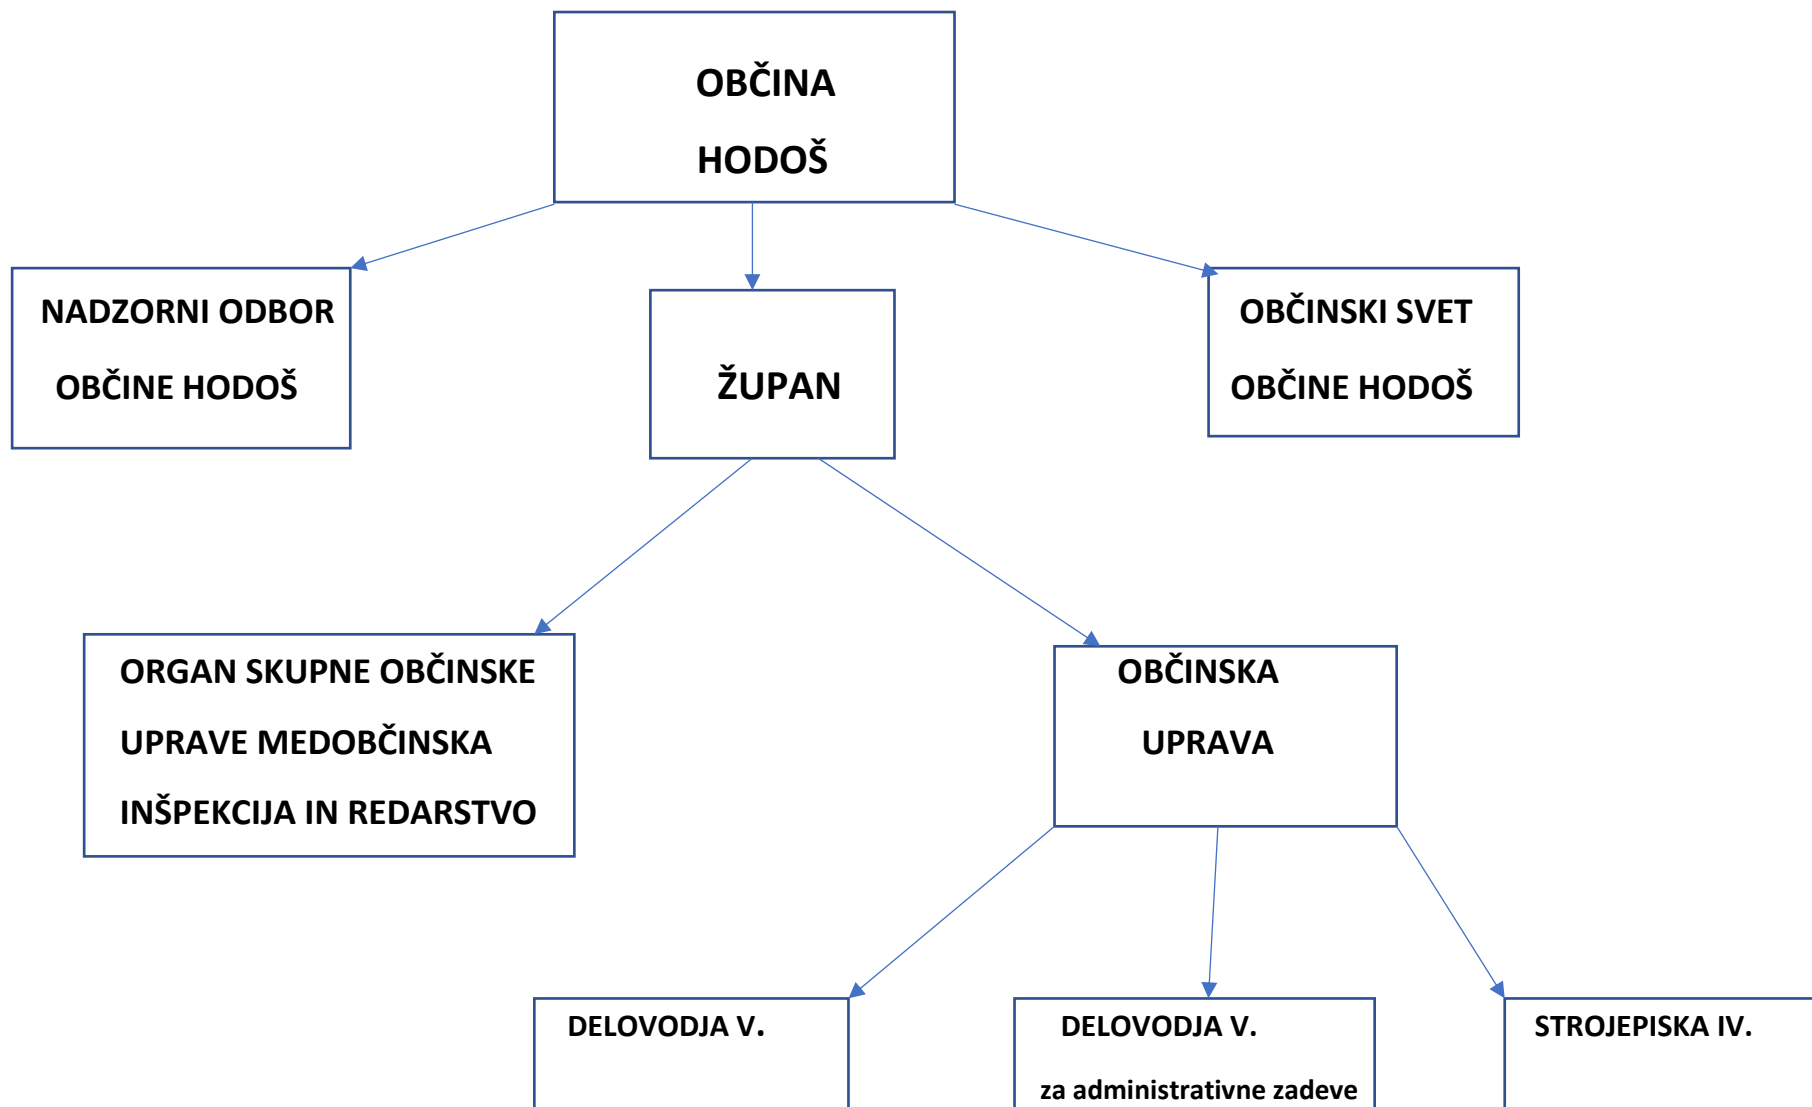 OBČINA
HODOŠ
NADZORNI ODBOR
OBČINE HODOŠ
ŽUPAN
OBČINSKI SVET
OBČINE HODOŠ
ORGAN SKUPNE OBČINSKE
UPRAVE MEDOBČINSKA
INŠPEKCIJA IN REDARSTVO
OBČINSKA
UPRAVA
DELOVODJA V.
DELOVODJA V.
za administrativne zadeve
STROJEPISKA IV.